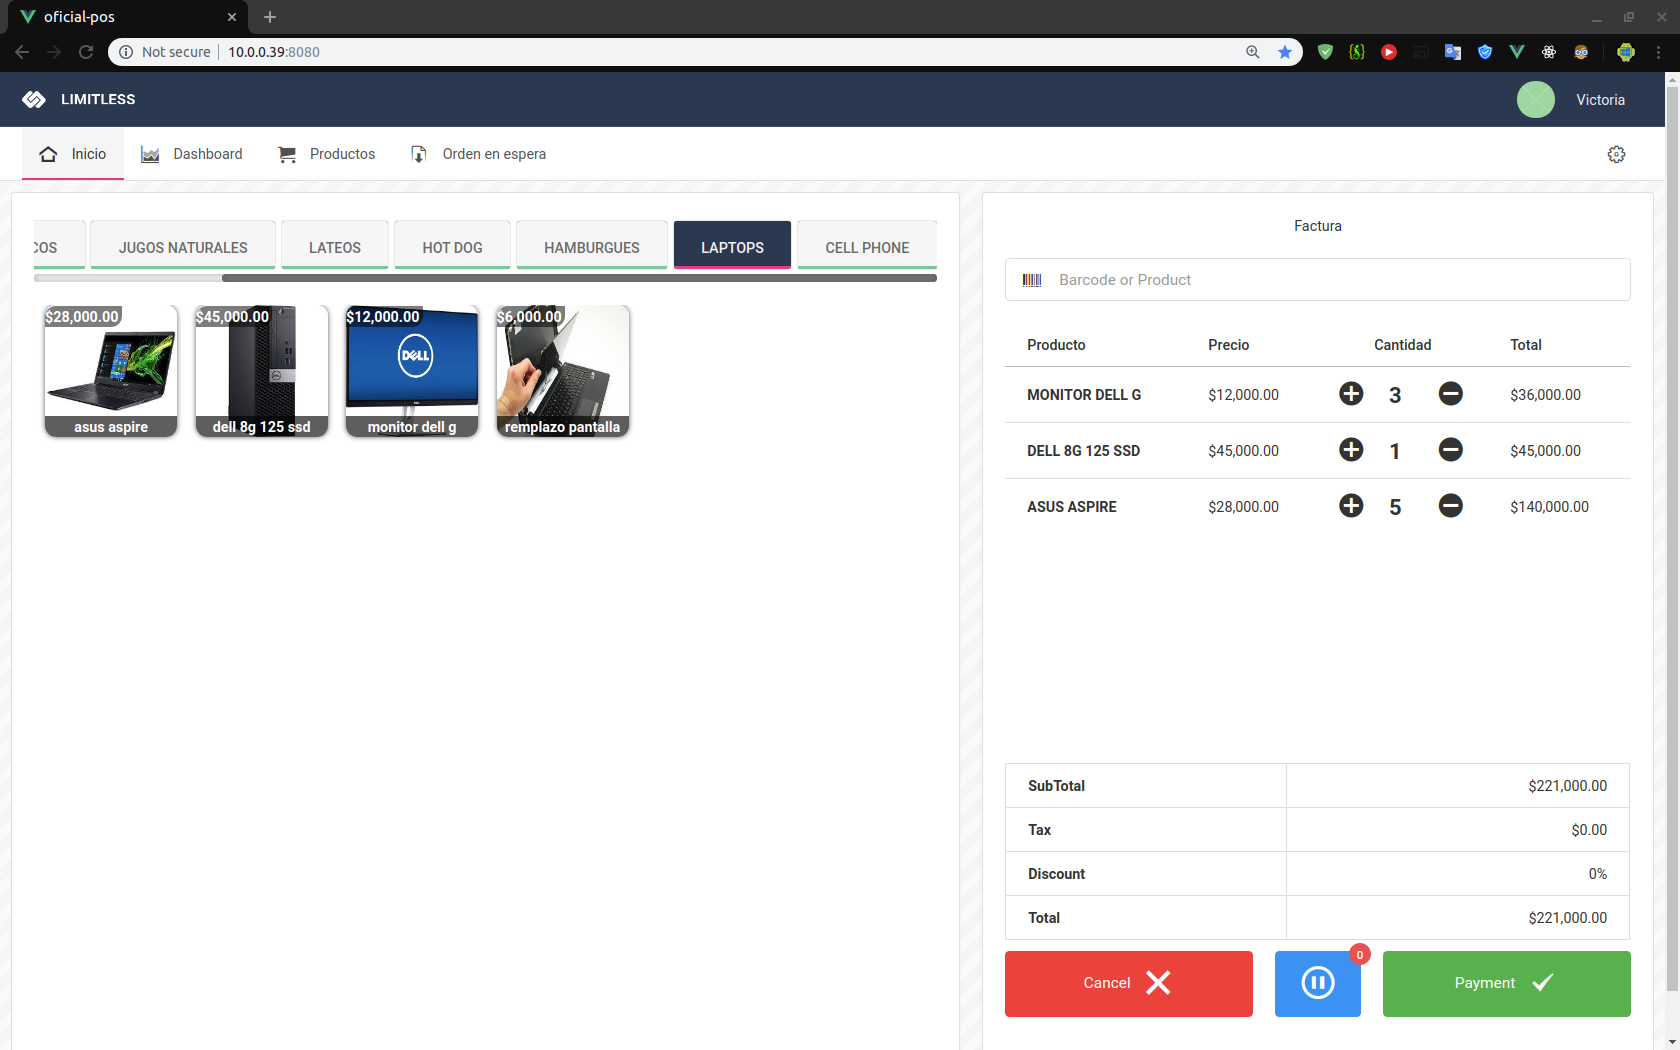 oficial-pos
Not secure 10.0.0.39:8080
LIMITLESS
Victoria
Inicio
Dashboard
Productos
Orden en espera
COS
JUGOS NATURALES
LATEOS
HOT DOG
HAMBURGUES
LAPTOPS
CELL PHONE
$28,000.00
asus aspire
$45,000.00
dell 8g 125 ssd
$12,000.00
DELL
monitor dell g
$6,000.00
remplazo pantalla
Factura
Barcode or Product
Producto Precio Cantidad Total
MONITOR DELL G $12,000.00 3 $36,000.00
DELL 8G 125 SSD $45,000.00 1 $45,000.00
ASUS ASPIRE $28,000.00 5 $140,000.00
SubTotal $221,000.00
Tax $0.00
Discount 0%
Total $221,000.00
Cancel
0
Payment